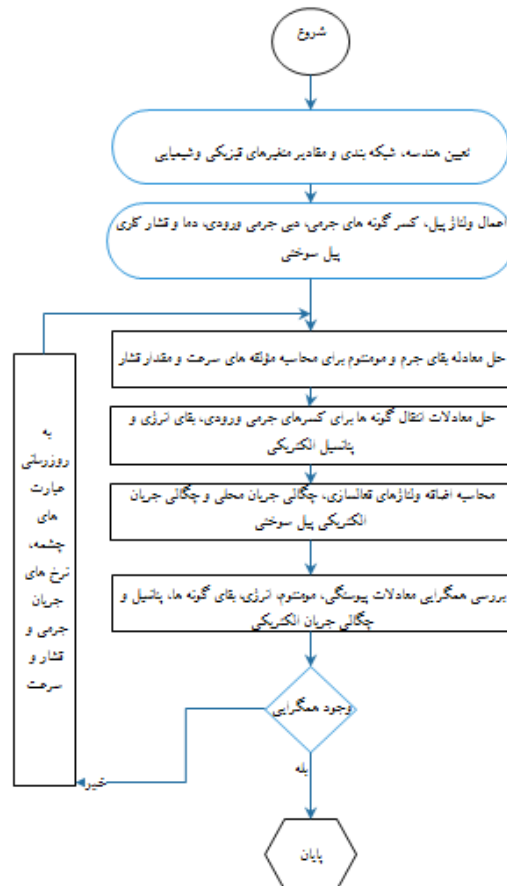 شروع
تعیین هندسه، شبکه بندی و مقادیر متغیرهای فیزیکی وشیمیایی
اعمال ولتاژ پیل، کسر گونه های جرمی، دبی جرمی ورودی، دما و فشار کاری
پیل سوختی
حل معادله بقای جرم و مومنتوم برای محاسبه مؤلفه های سرعت و مقدار فشار
حل معادلات انتقال گونه ها برای کسرهای جرمی ورودی، بقای انرژی و
پتانسیل الکتریکی
محاسبه اضافه ولتاژهای فعالسازی، چگالی جریان محلی و چگالی جریان
الکتریکی پیل سوختی
بررسی همگرایی معادلات پیوستگی، مومنتوم، انرژی، بقای گونه ها، پتانسیل و
چگالی جریان الکتریکی
وجود همگرایی
به
روزرسانی
عبارت
های
چشمه،
نرخ های
جریان
جرمی و
فشار و
سرعت
خیر
بله
پایان